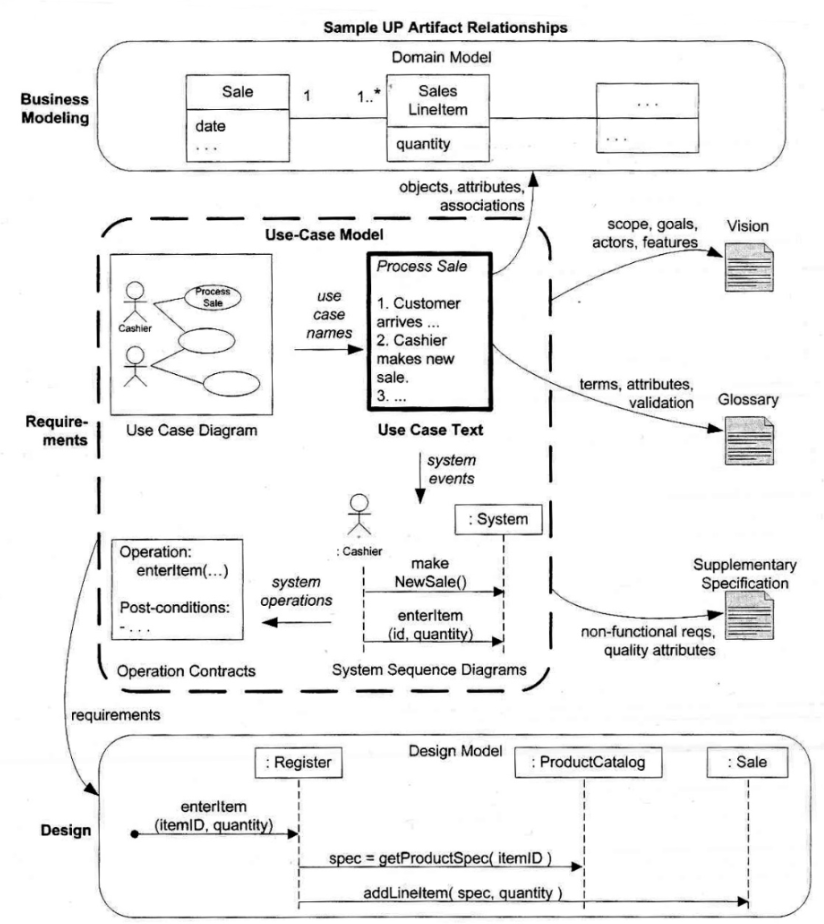 Sample UP Artifact Relationships
Domain Model
Business
Modeling
Sale
date
. . .
1
1..*
Sales
LineItem
quantity
. . .
. . .
objects, attributes,
associations
Use-Case Model
Process
Sale
Cashier
Use Case Diagram
use
case
names
Process Sale
1. Customer
arrives ...
2. Cashier
makes new
sale.
3. ...
Use Case Text
scope, goals,
actors, features
Vision
terms, attributes,
validation
Glossary
Require-
ments
system
events
: Cashier
: System
make
NewSale()
enterItem
(id, quantity)
System Sequence Diagrams
system
operations
Operation:
enterItem(…)
Post-conditions:
- . . .
Operation Contracts
Supplementary
Specification
non-functional reqs,
quality attributes
requirements
Design Model
Design
: Register
: ProductCatalog
: Sale
enterItem
(itemID, quantity)
spec = getProductSpec( itemID )
addLineItem( spec, quantity )